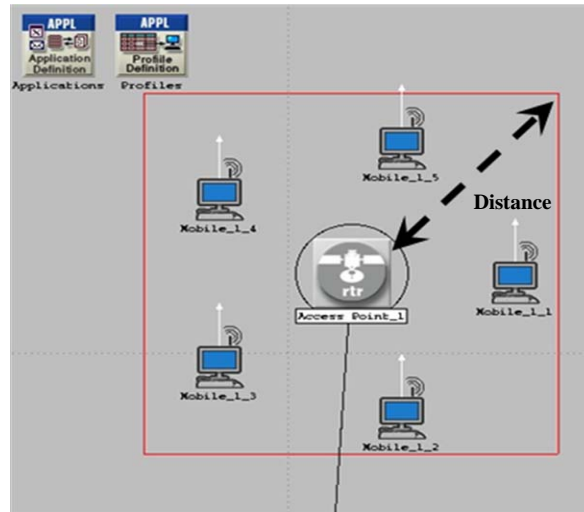 APPL
Application
Definition
Applications
APPL
Profile
Definition
Profiles
Mobile_1_5
Distance
Mobile_1_4
Mobile_1_1
rtr
Access Point_1
Mobile_1_3
Mobile_1_2